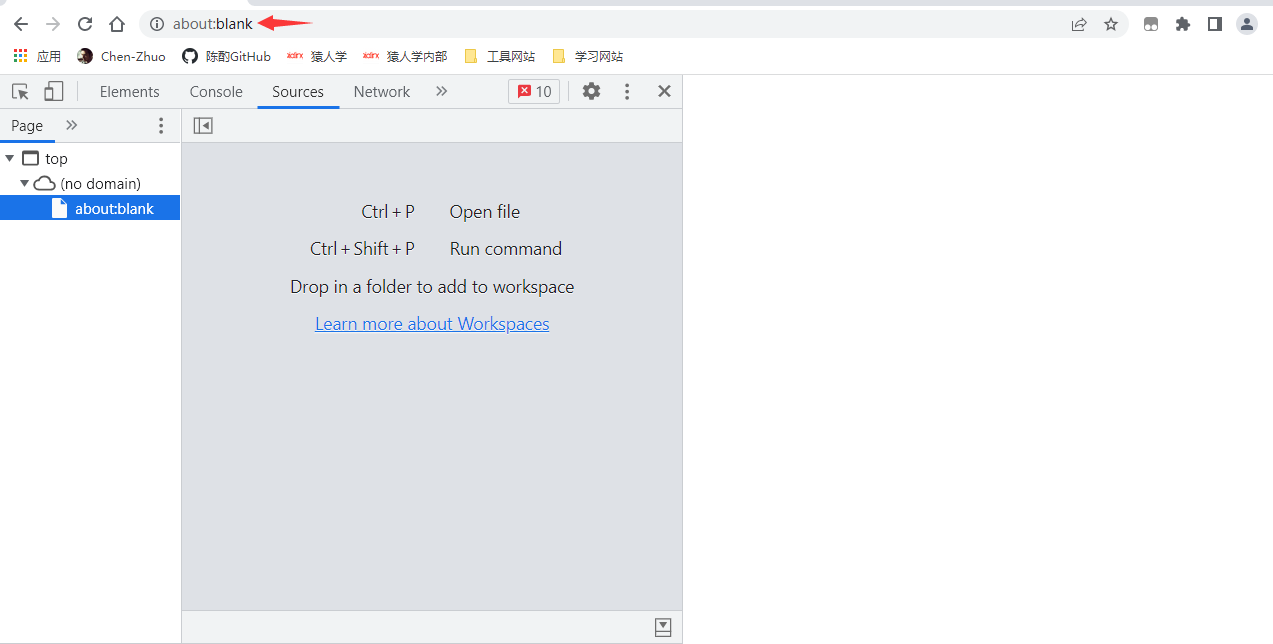 about:blank
应用 Chen-Zhuo 陈酌GitHub 猿人学 猿人学内部 工具网站 学习网站
Elements Console Sources Network 10
Page
top
(no domain)
about:blank
Ctrl + P Open file
Ctrl + Shift + P Run command
Drop in a folder to add to workspace
Learn more about Workspaces